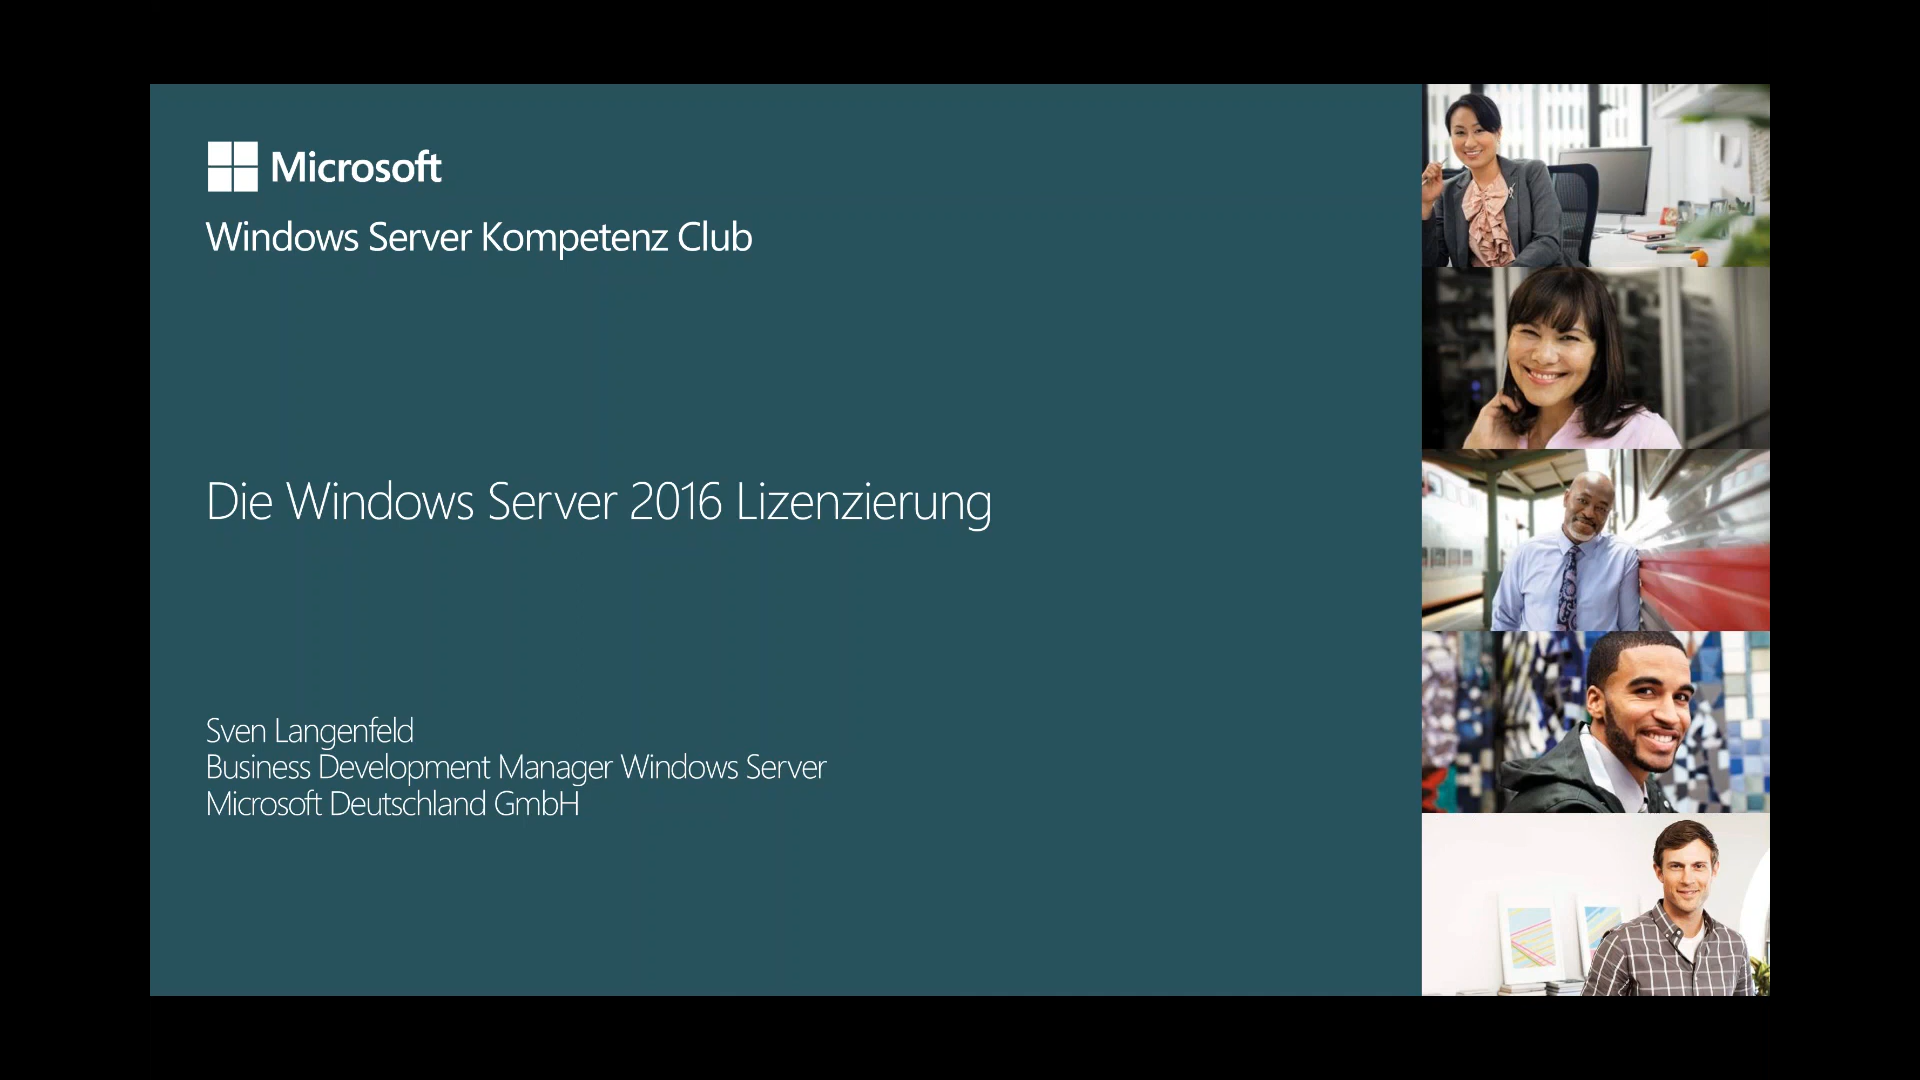 Microsoft
Windows Server Kompetenz Club
Die Windows Server 2016 Lizenzierung
Sven Langenfeld
Business Development Manager Windows Server
Microsoft Deutschland GmbH